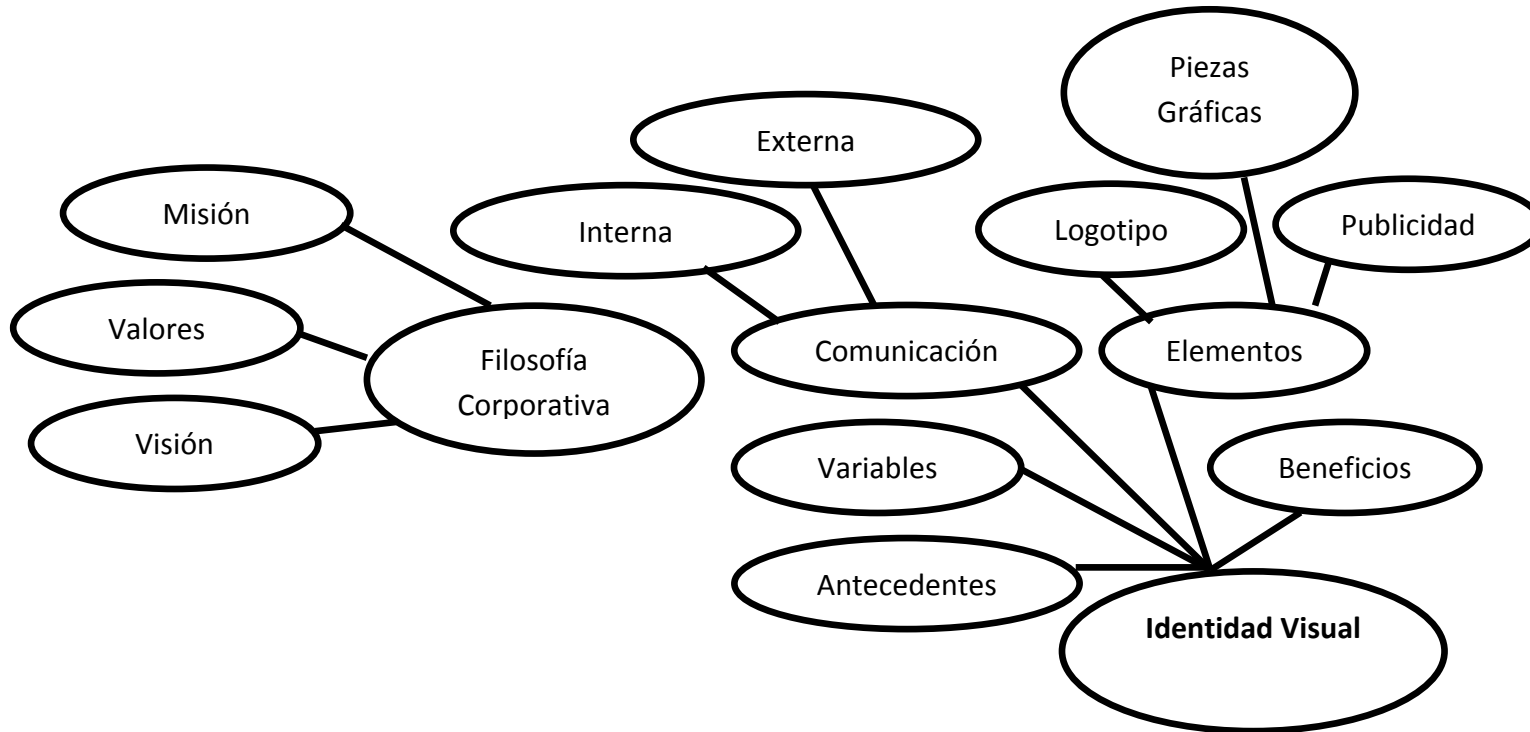 Piezas
Gráficas
Externa
Misión
Interna
Logotipo
Publicidad
Valores
Filosofía
Corporativa
Comunicación
Elementos
Visión
Variables
Beneficios
Antecedentes
Identidad Visual